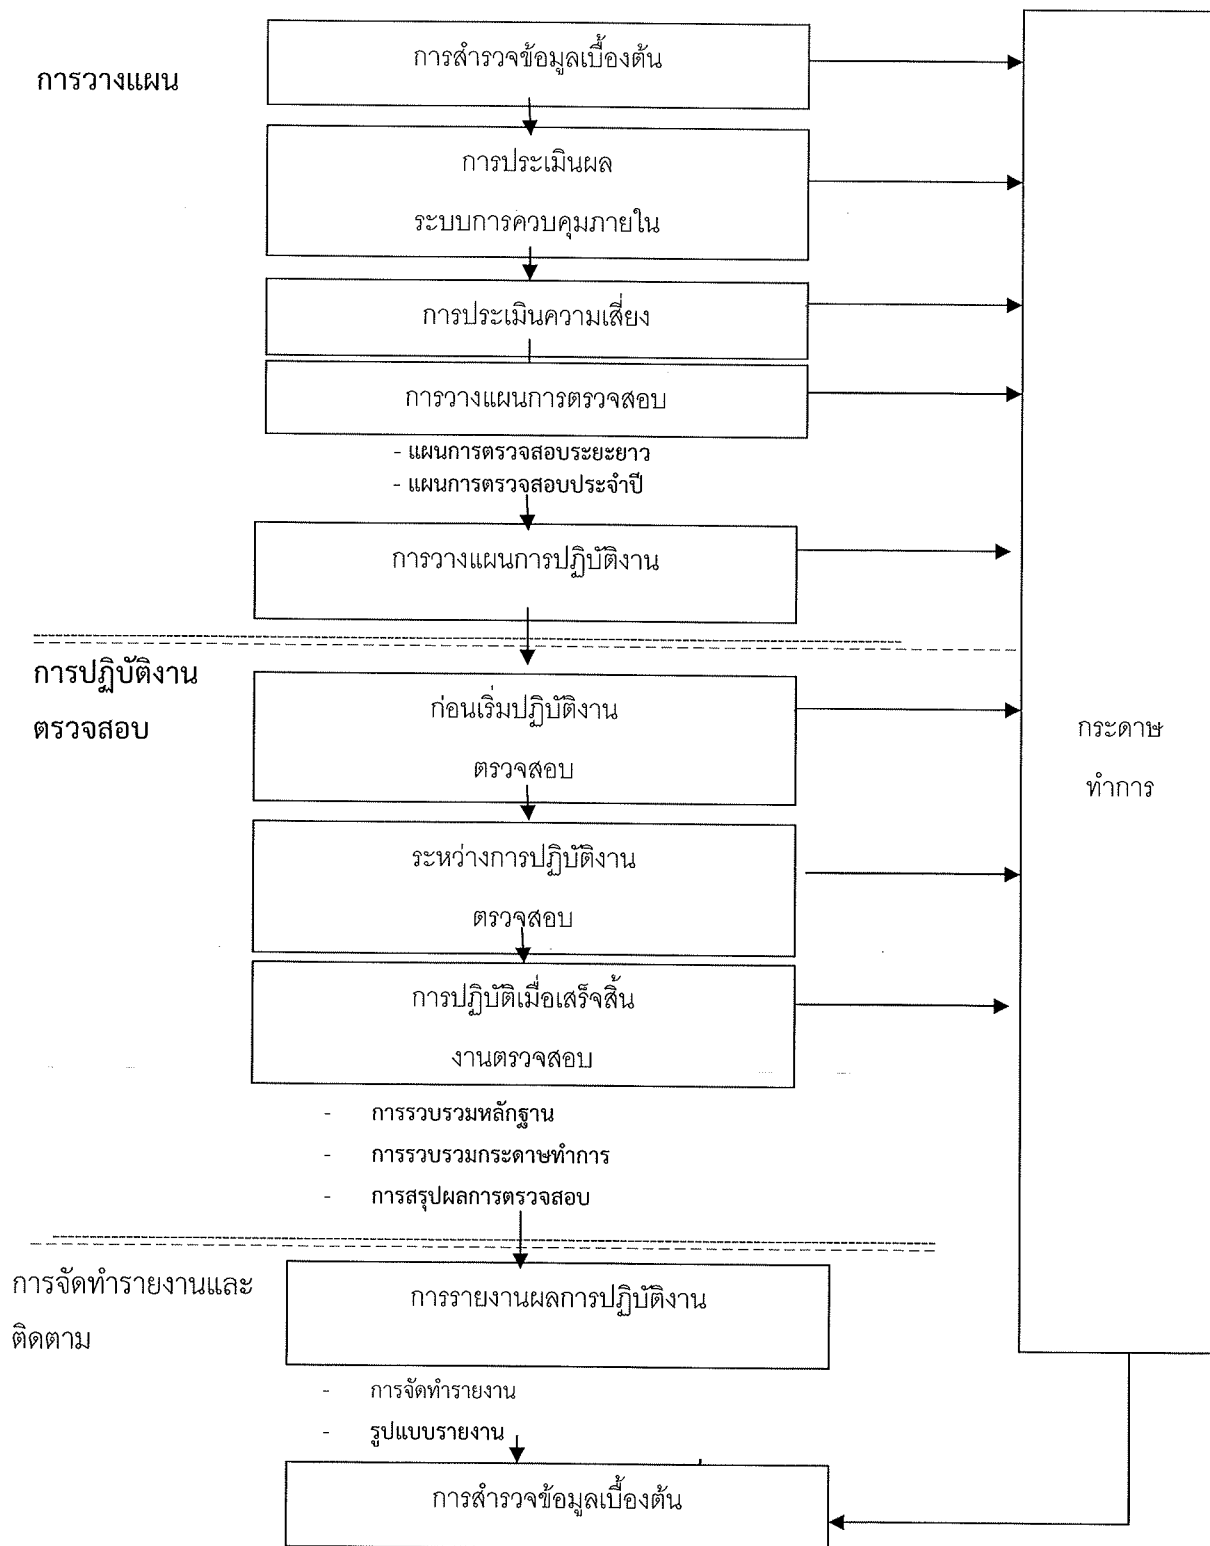 การสำรวจข้อมูลเบื้องต้น
การวางแผน
การประเมินผล
ระบบการควบคุมภายใน
การประเมินความเสี่ยง
การวางแผนการตรวจสอบ
- แผนการตรวจสอบระยะยาว
- แผนการตรวจสอบประจำปี
การวางแผนการปฏิบัติงาน
การปฏิบัติงาน
ตรวจสอบ
ก่อนเริ่มปฏิบัติงาน
ตรวจสอบ
กระดาษ
ทำการ
ระหว่างการปฏิบัติงาน
ตรวจสอบ
การปฏิบัติเมื่อเสร็จสิ้น
งานตรวจสอบ
- การรวบรวมหลักฐาน
- การรวบรวมกระดาษทำการ
- การสรุปผลการตรวจสอบ
การจัดทำรายงานและ
ติดตาม
การรายงานผลการปฏิบัติงาน
- การจัดทำรายงาน
- รูปแบบรายงาน
การสำรวจข้อมูลเบื้องต้น